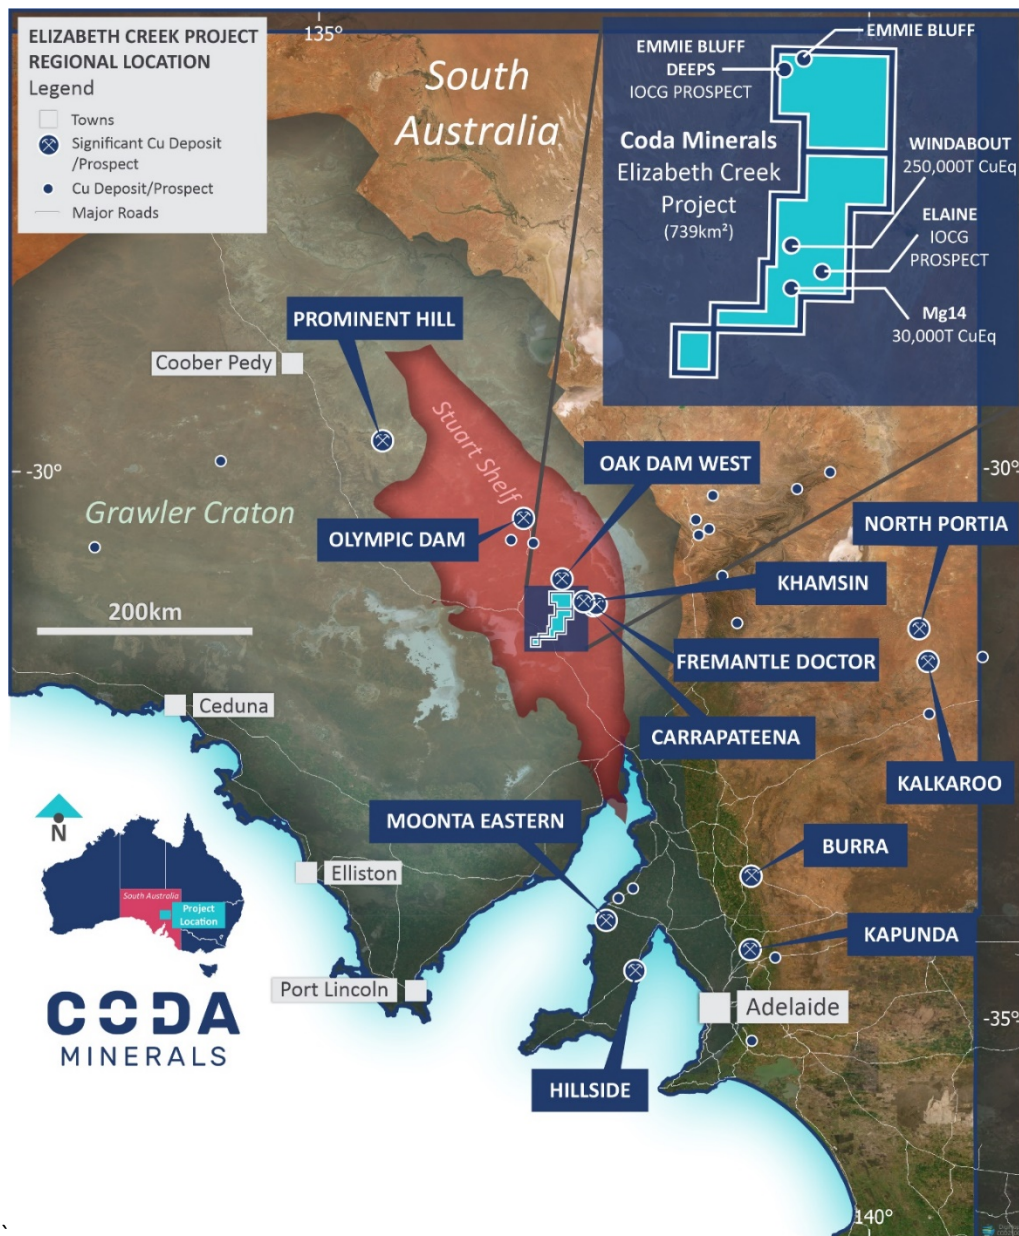 ELIZABETH CREEK PROJECT
REGIONAL LOCATION
Legend
Towns
Significant Cu Deposit
/Prospect
Cu Deposit/Prospect
Major Roads
135°
South
Australia
EMMIE BLUFF
EMMIE BLUFF
DEEPS
IOCG PROSPECT
Coda Minerals
Elizabeth Creek
Project
(739km²)
WINDABOUT
250,000T CuEq
ELAINE
IOCG
PROSPECT
Mg14
30,000T CuEq
PROMINENT HILL
Coober Pedy
Stuart Shelf
-30°
-30°
OAK DAM WEST
Grawler Craton
OLYMPIC DAM
NORTH PORTIA
KHAMSIN
200km
FREMANTLE DOCTOR
Ceduna
CARRAPATEENA
KALKAROO
MOONTA EASTERN
N
BURRA
Elliston
South Australia
Project
Location
KAPUNDA
Port Lincoln
Adelaide
-35°
CODA
MINERALS
HILLSIDE
140°